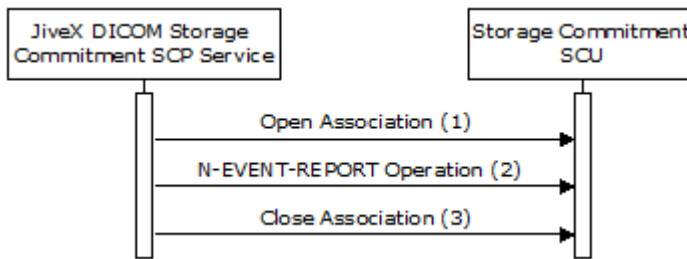 JiveX DICOM Storage
Commitment SCP Service
Storage Commitment
SCU
Open Association (1)
N-EVENT-REPORT Operation (2)
Close Association (3)